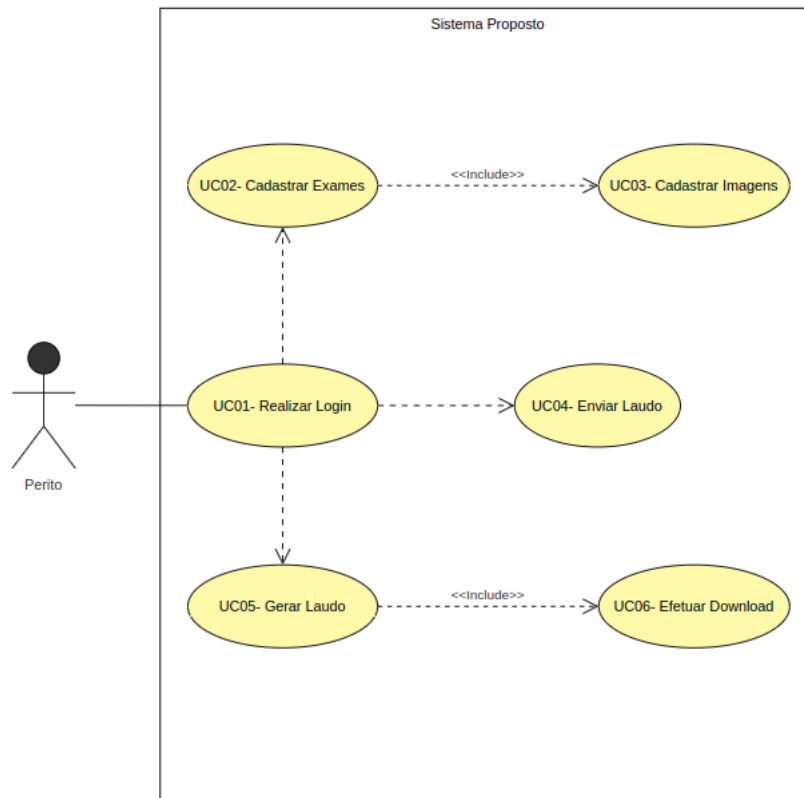 Sistema Proposto
UC02- Cadastrar Exames
<<Include>>
UC03- Cadastrar Imagens
UC01- Realizar Login
UC04- Enviar Laudo
Perito
UC05- Gerar Laudo
<<Include>>
UC06- Efetuar Download